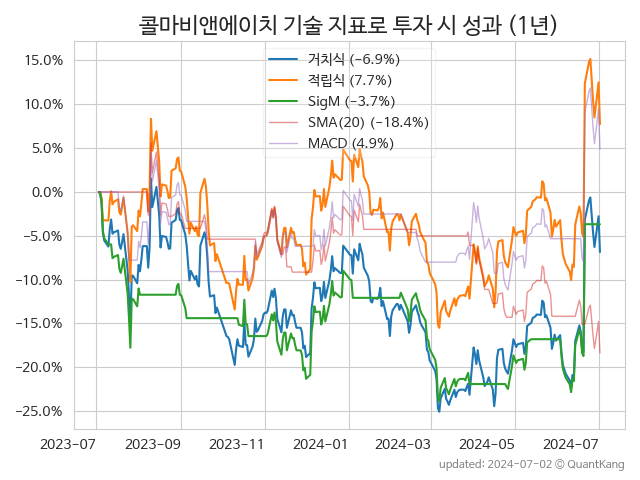 콜마비앤에이치 기술 지표로 투자 시 성과 (1년)
거치식 (−6.9%)
적립식 (7.7%)
SigM (−3.7%)
SMA(20) (−18.4%)
MACD (4.9%)
15.0%
10.0%
5.0%
0.0%
−5.0%
−10.0%
−15.0%
−20.0%
−25.0%
2023-07 2023-09 2023-11 2024-01 2024-03 2024-05 2024-07
updated: 2024-07-02 © QuantKang